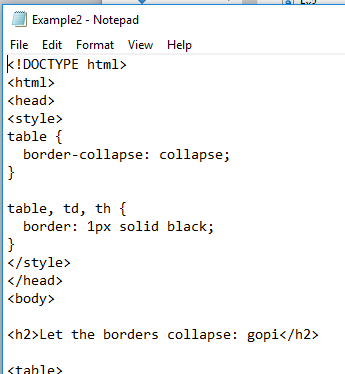 Example2 - Notepad
File Edit Format View Help
<!DOCTYPE html>
<html>
<head>
<style>
table {
  border-collapse: collapse;
}

table, td, th {
  border: 1px solid black;
}
</style>
</head>
<body>

<h2>Let the borders collapse: gopi</h2>

<table>